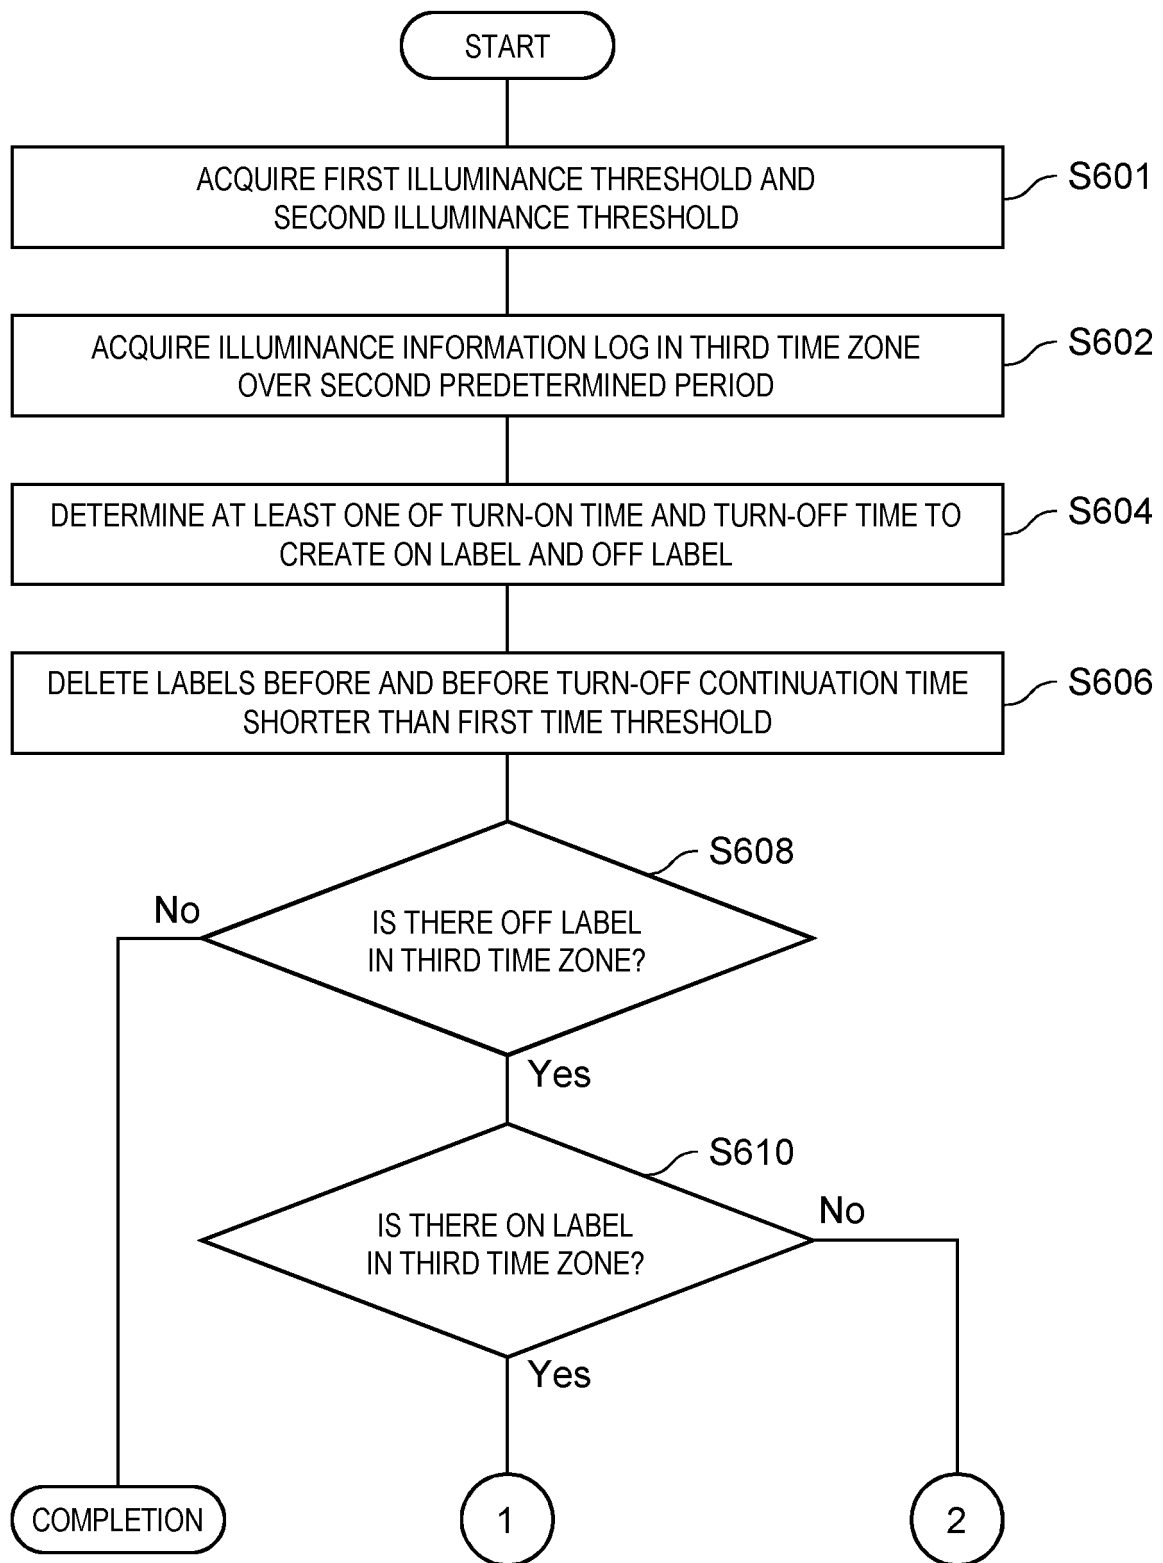 START
ACQUIRE FIRST ILLUMINANCE THRESHOLD AND
SECOND ILLUMINANCE THRESHOLD
S601
ACQUIRE ILLUMINANCE INFORMATION LOG IN THIRD TIME ZONE
OVER SECOND PREDETERMINED PERIOD
S602
DETERMINE AT LEAST ONE OF TURN-ON TIME AND TURN-OFF TIME TO
CREATE ON LABEL AND OFF LABEL
S604
DELETE LABELS BEFORE AND BEFORE TURN-OFF CONTINUATION TIME
SHORTER THAN FIRST TIME THRESHOLD
S606
S608
No
IS THERE OFF LABEL
IN THIRD TIME ZONE?
Yes
S610
No
IS THERE ON LABEL
IN THIRD TIME ZONE?
Yes
COMPLETION
1
2